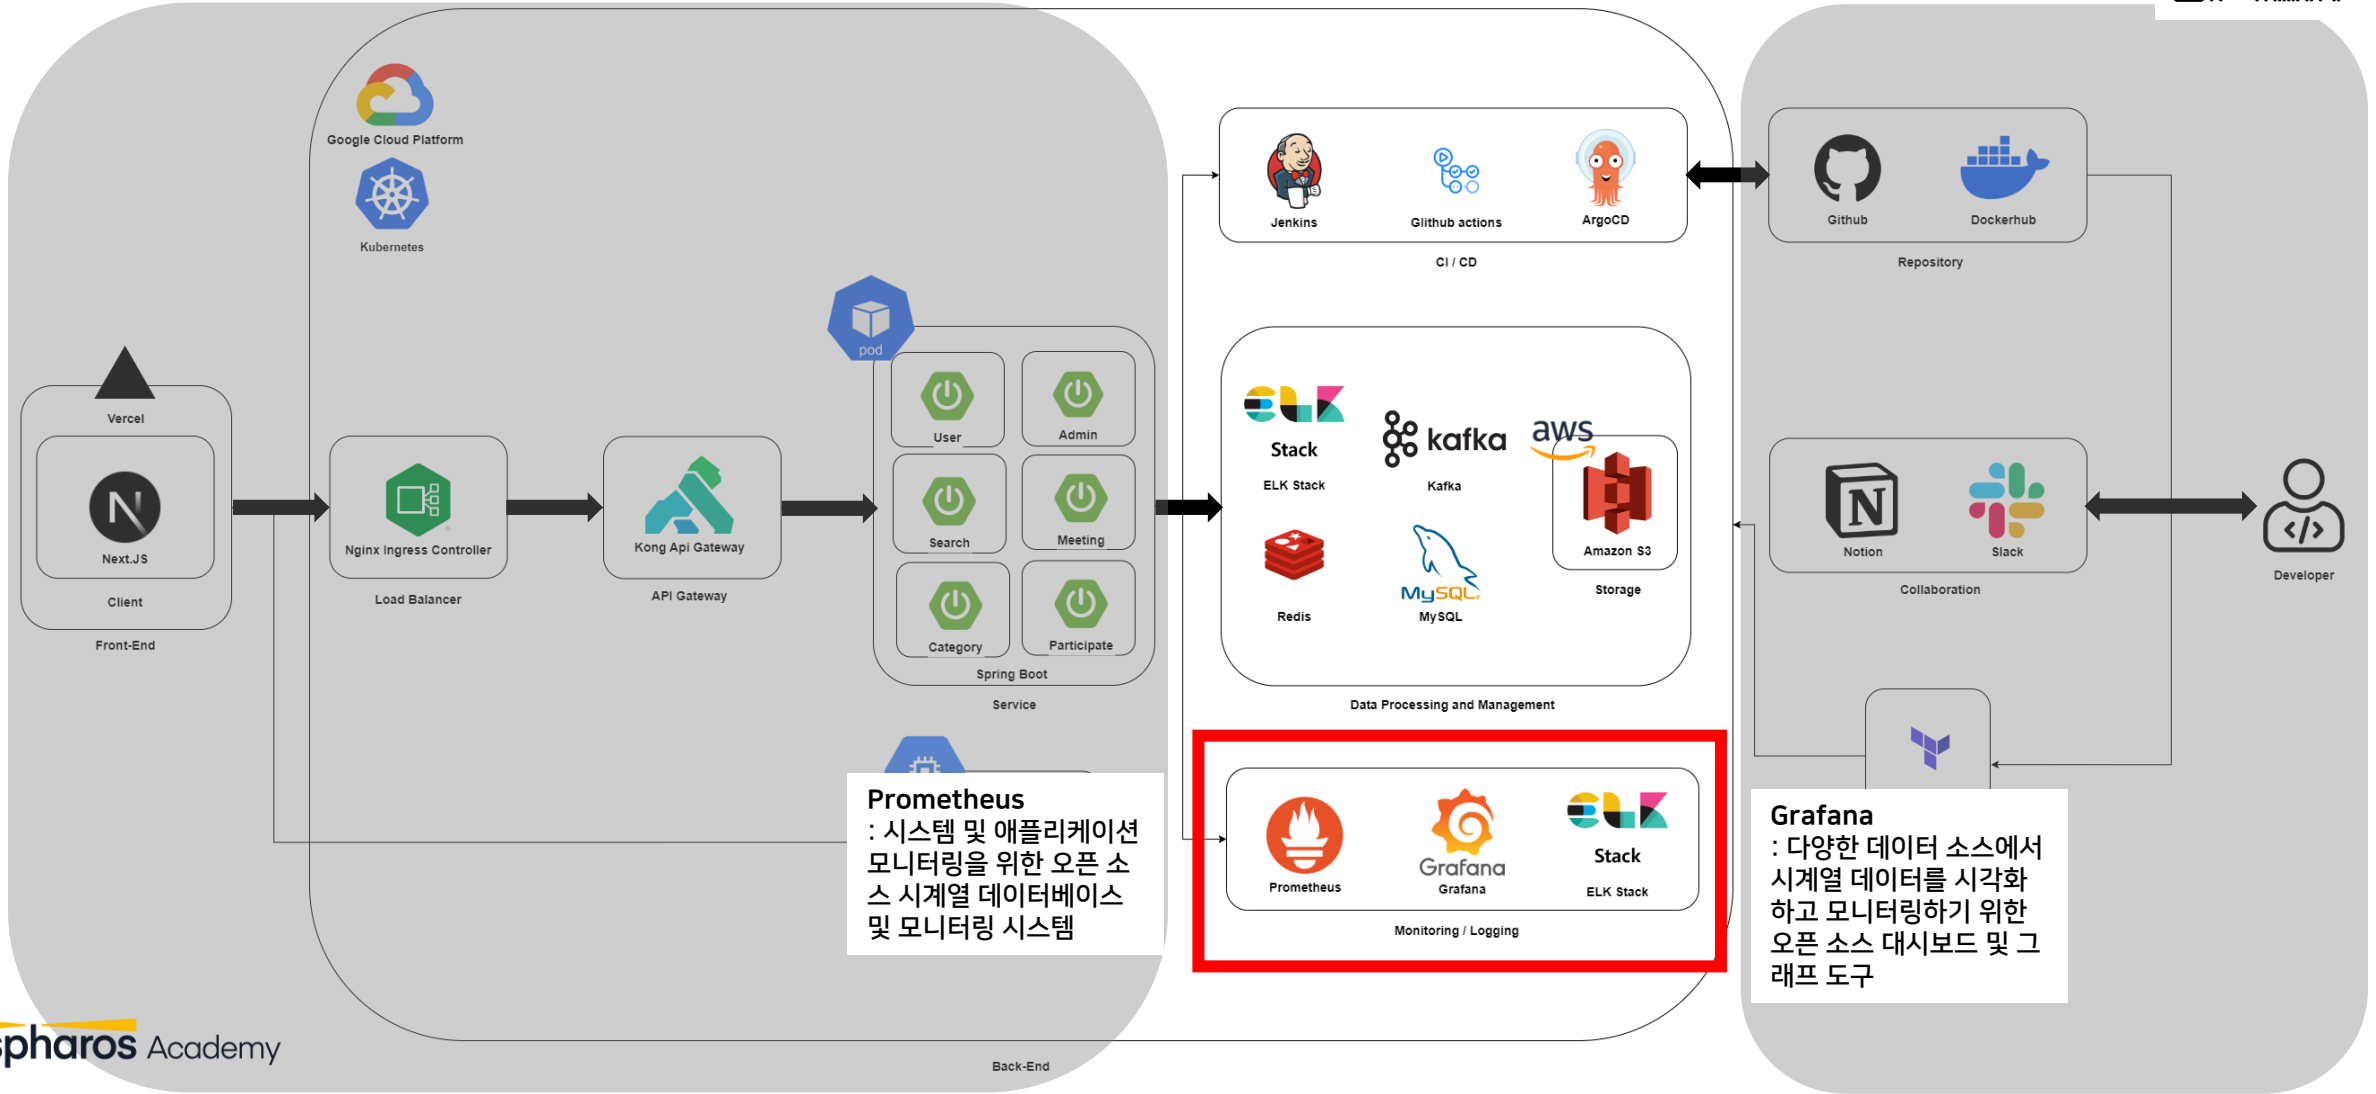 Google Cloud Platform
Kubernetes
pod
Vercel
Next.JS
Client
Front-End
Nginx Ingress Controller
Load Balancer
Kong Api Gateway
API Gateway
User
Admin
Search
Meeting
Category
Participate
Spring Boot
Service
Jenkins
Glithub actions
ArgoCD
CI / CD
Stack
ELK Stack
kafka
Kafka
aws
Amazon S3
Storage
Redis
MySQL
MySQL
Data Processing and Management
Prometheus
Grafana
Grafana
Stack
ELK Stack
Monitoring / Logging
Github
Dockerhub
Repository
Notion
Slack
Collaboration
Developer
Prometheus
: 시스템 및 애플리케이션
모니터링을 위한 오픈 소
스 시계열 데이터베이스
및 모니터링 시스템
Grafana
: 다양한 데이터 소스에서
시계열 데이터를 시각화
하고 모니터링하기 위한
오픈 소스 대시보드 및 그
래프 도구
spharos Academy
Back-End